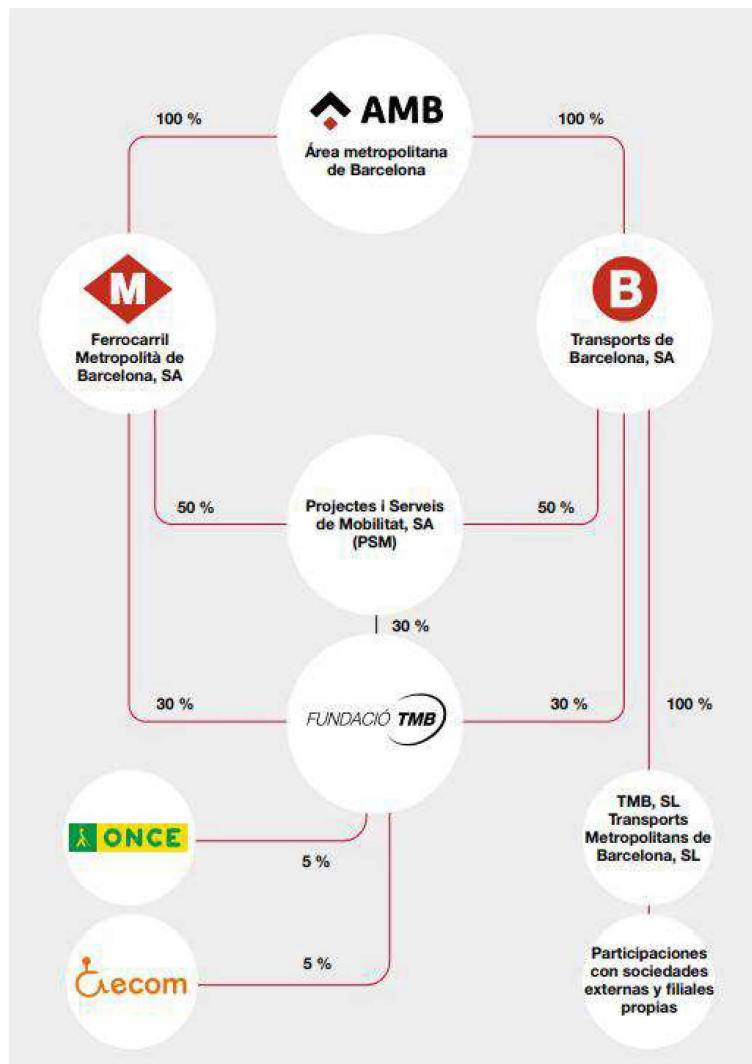 AMB
100 %
100 %
Área metropolitana
de Barcelona
M
B
Ferrocarril
Metropolità de
Barcelona, SA
Transports de
Barcelona, SA
50 %
Projectes i Serveis
de Mobilitat, SA
(PSM)
50 %
30 %
30 %
FUNDACIÓ TMB
30 %
100 %
ONCE
5 %
TMB, SL
Transports
Metropolitans de
Barcelona, SL
ecom
5 %
Participaciones
con sociedades
externas y filiales
propias